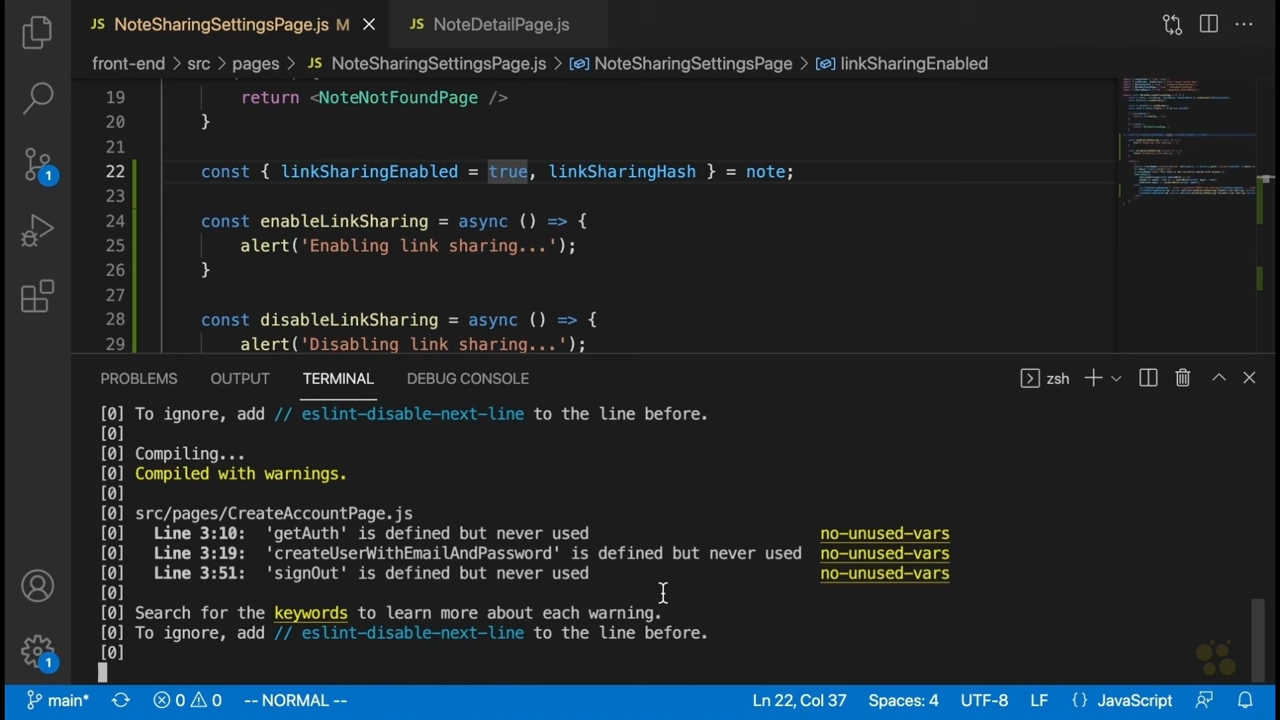 JS NoteSharingSettingsPage.js M
JS NoteDetailPage.js
front-end > src > pages > JS NoteSharingSettingsPage.js > NoteSharingSettingsPage > linkSharingEnabled
19 return <NoteNotFoundPage />
20 }
21
22 const { linkSharingEnabled = true, linkSharingHash } = note;
23
24 const enableLinkSharing = async () => {
25 alert('Enabling link sharing...');
26 }
27
28 const disableLinkSharing = async () => {
29 alert('Disabling link sharing...');
1
PROBLEMS OUTPUT TERMINAL DEBUG CONSOLE zsh
[0] To ignore, add // eslint-disable-next-line to the line before.
[0]
[0] Compiling...
[0] Compiled with warnings.
[0]
[0] src/pages/CreateAccountPage.js
[0] Line 3:10: 'getAuth' is defined but never used no-unused-vars
[0] Line 3:19: 'createUserWithEmailAndPassword' is defined but never used no-unused-vars
[0] Line 3:51: 'signOut' is defined but never used no-unused-vars
[0]
[0] Search for the keywords to learn more about each warning.
[0] To ignore, add // eslint-disable-next-line to the line before.
[0]
1
main* 0 0 -- NORMAL -- Ln 22, Col 37 Spaces: 4 UTF-8 LF {} JavaScript